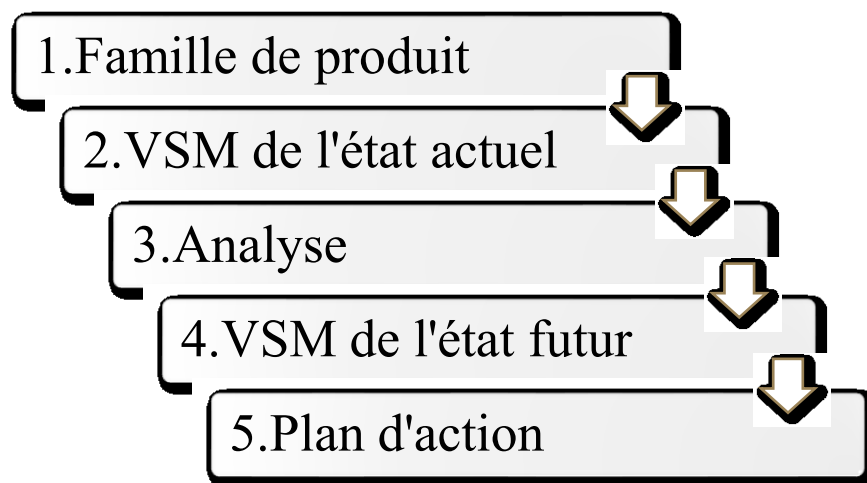 1.Famille de produit
2.VSM de l'état actuel
3.Analyse
4.VSM de l'état futur
5.Plan d'action